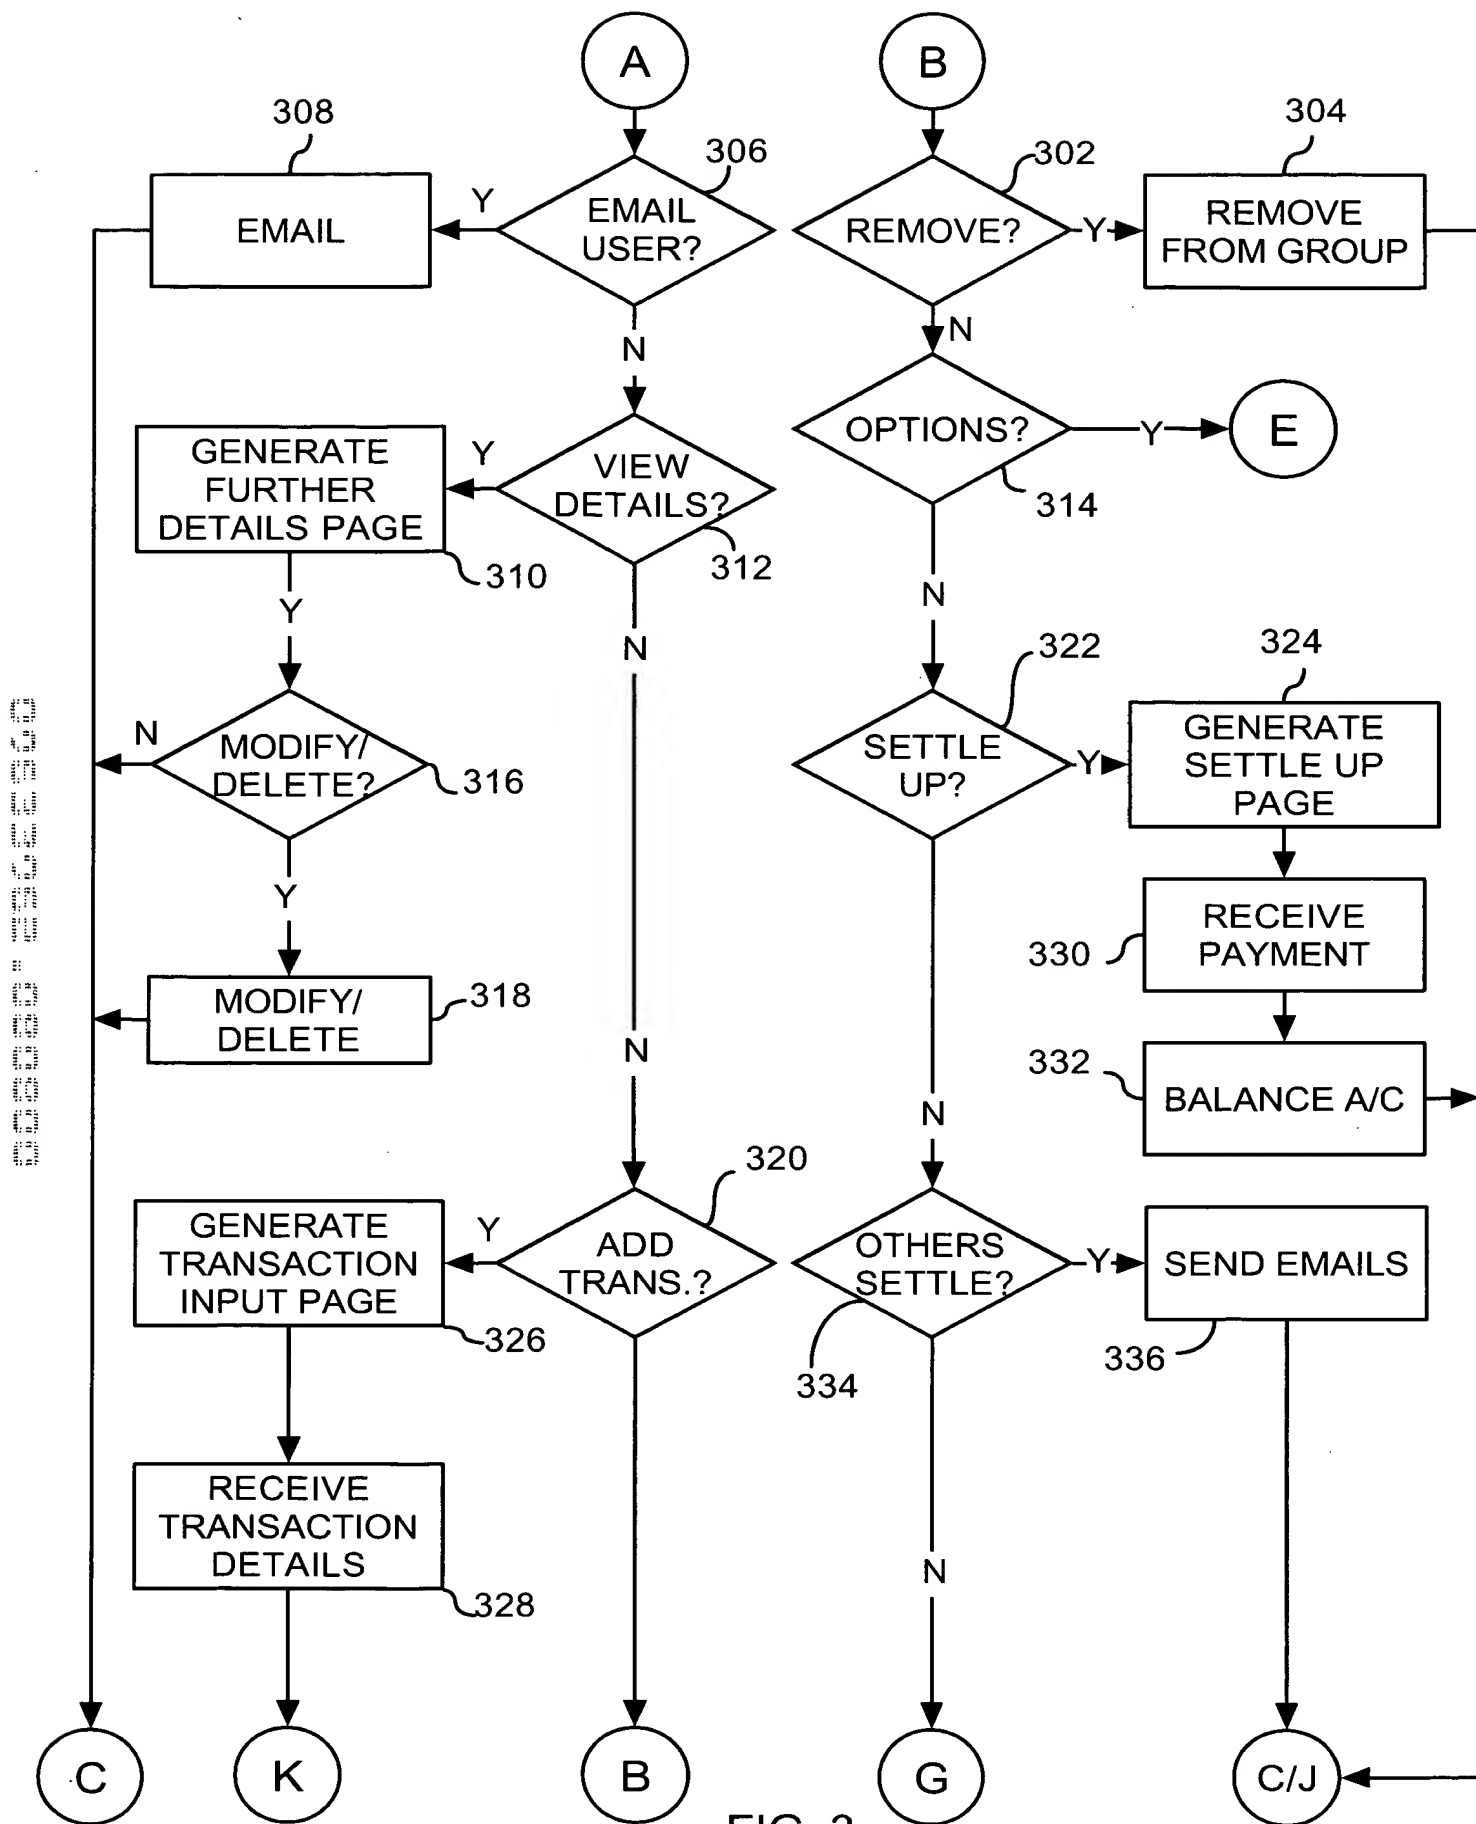 A
B
308
306
302
304
EMAIL
Y
EMAIL
USER?
REMOVE?
Y
REMOVE
FROM GROUP
N
N
GENERATE
FURTHER
DETAILS PAGE
Y
VIEW
DETAILS?
OPTIONS?
Y
E
310
312
314
Y
N
N
322
324
N
MODIFY/
DELETE?
316
SETTLE
UP?
Y
GENERATE
SETTLE UP
PAGE
Y
RECEIVE
PAYMENT
330
MODIFY/
DELETE
318
N
N
332
BALANCE A/C
320
GENERATE
TRANSACTION
INPUT PAGE
Y
ADD
TRANS.?
OTHERS
SETTLE?
Y
SEND EMAILS
326
334
336
RECEIVE
TRANSACTION
DETAILS
328
N
C
K
B
G
C/J